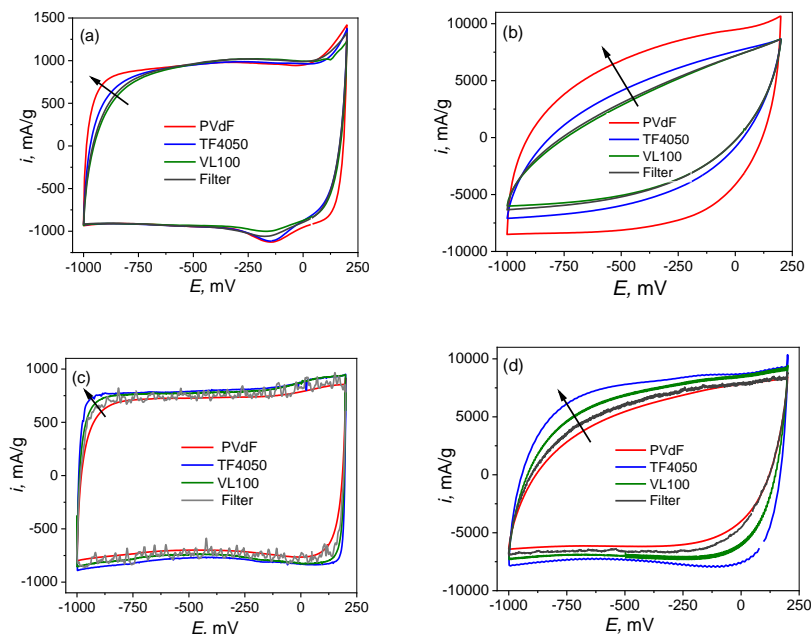 (a)
1500
1000
500
0
-500
-1000
i, mA/g
PVdF
TF4050
VL100
Filter
-1000 -750 -500 -250 0 250
E, mV
(b)
10000
5000
0
-5000
-10000
i, mA/g
PVdF
TF4050
VL100
Filter
-1000 -750 -500 -250 0
E, mV
(c)
1000
500
0
-500
-1000
i, mA/g
PVdF
TF4050
VL100
Filter
-1000 -750 -500 -250 0 250
E, mV
(d)
10000
5000
0
-5000
-10000
i, mA/g
PVdF
TF4050
VL100
Filter
-1000 -750 -500 -250 0
E, mV